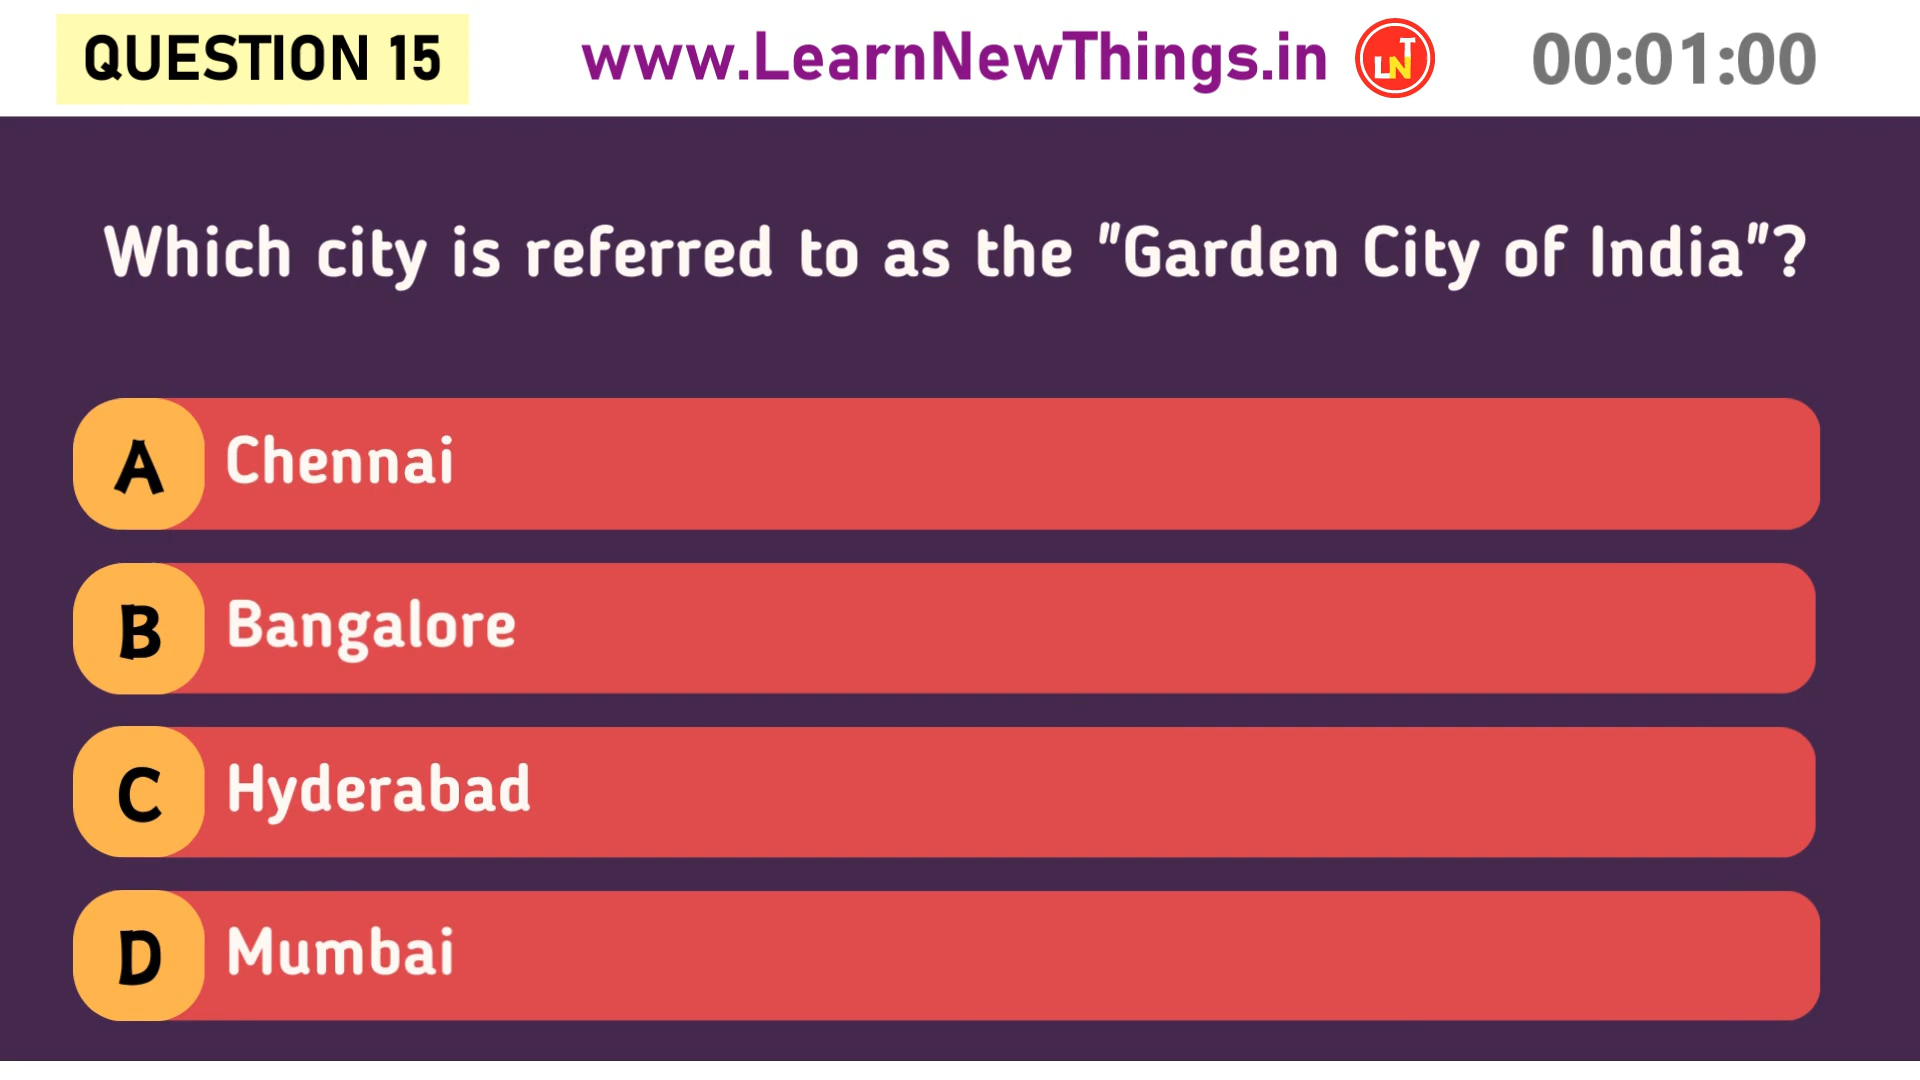 QUESTION 15
www.LearnNewThings.in
LNT
00:01:00
Which city is referred to as the "Garden City of India"?
A Chennai
B Bangalore
C Hyderabad
D Mumbai